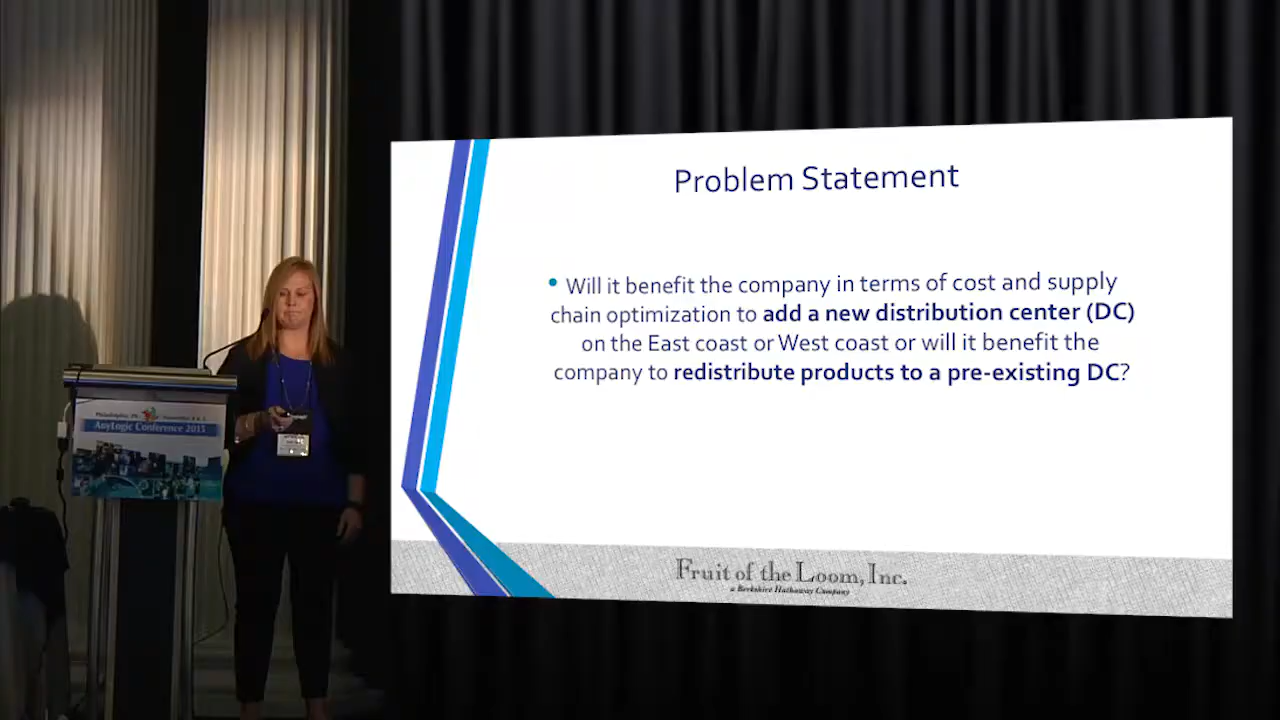 Problem Statement
• Will it benefit the company in terms of cost and supply
chain optimization to add a new distribution center (DC)
on the East coast or West coast or will it benefit the
company to redistribute products to a pre-existing DC?
Fruit of the Loom, Inc.
a Berkshire Hathaway Company
Philadelphia, PA
AnyLogic Conference 2015